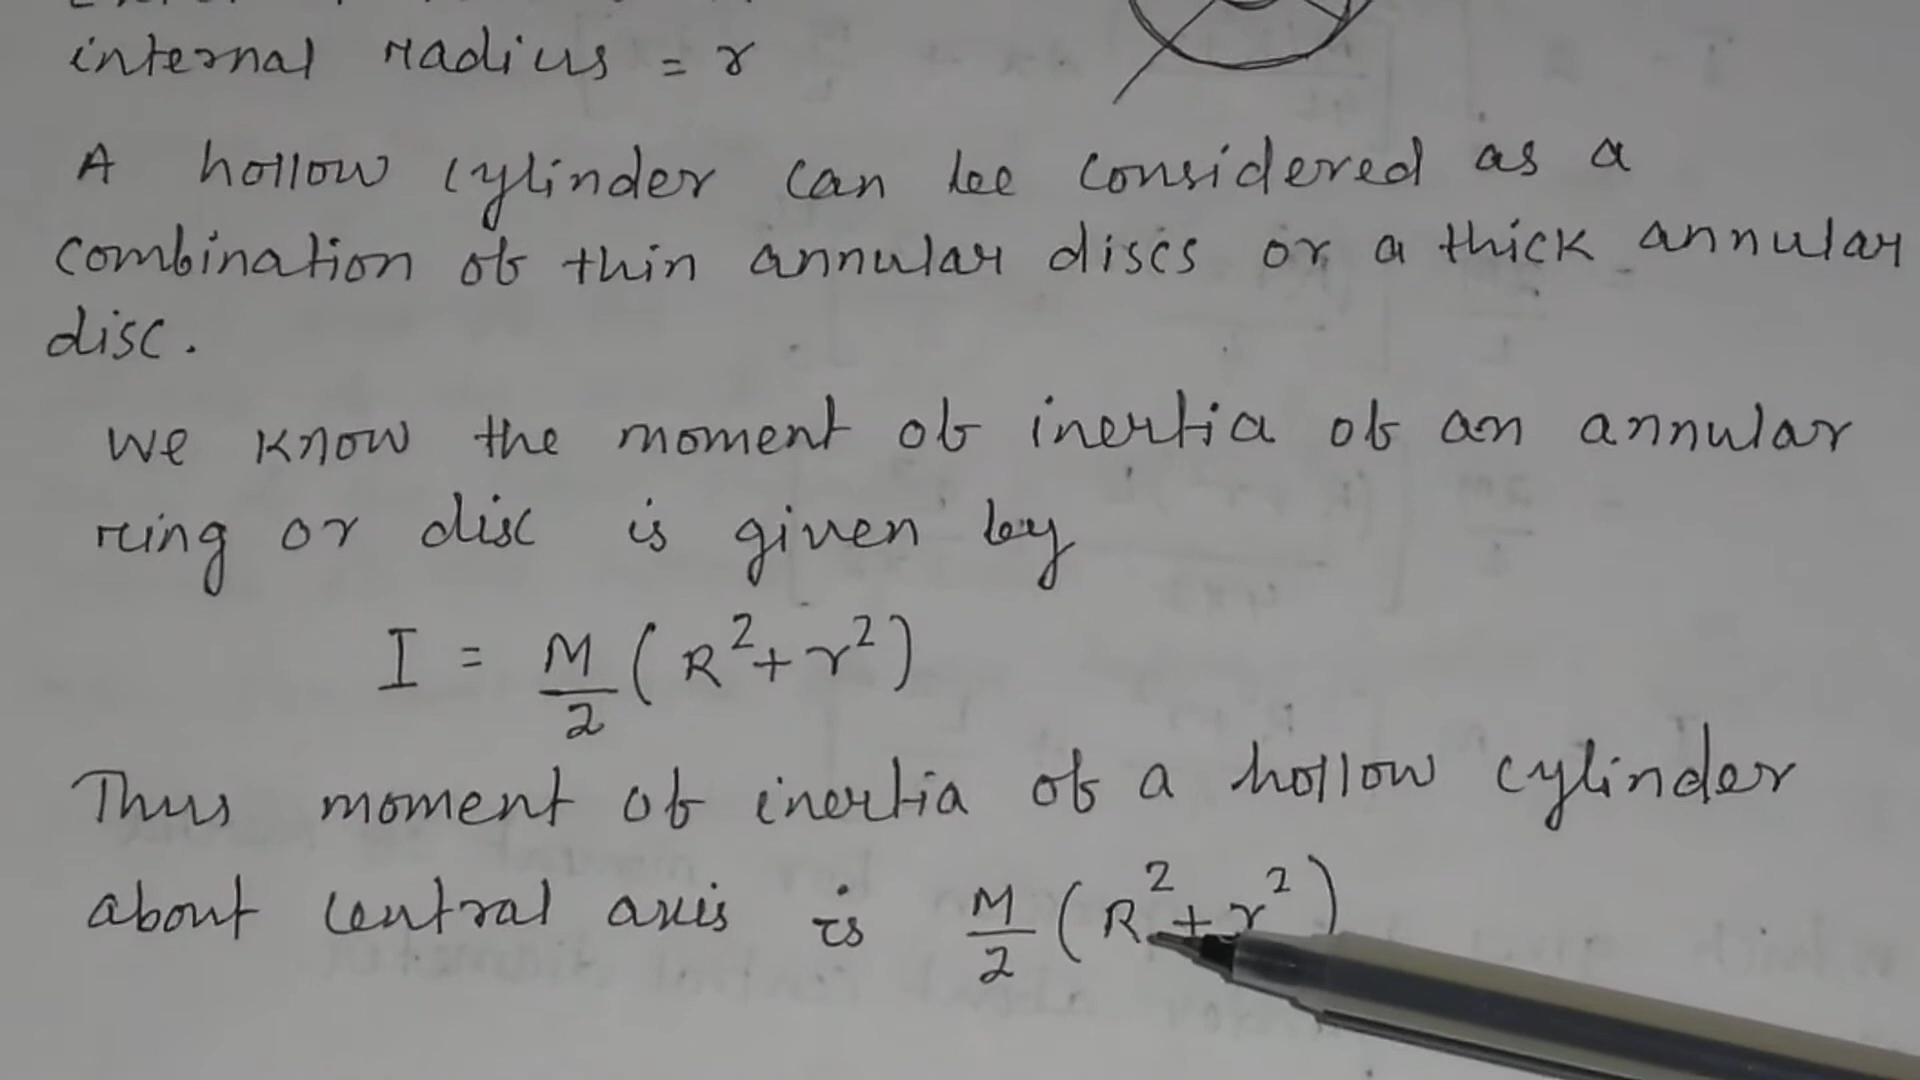 internal radius = r
A hollow cylinder can be considered as a
combination of thin annular discs or a thick annular
disc.
We know the moment of inertia of an annular
ring or disc is given by
I = M/2 (R²+r²)
Thus moment of inertia of a hollow cylinder
about central axis is M/2 (R²+r²)